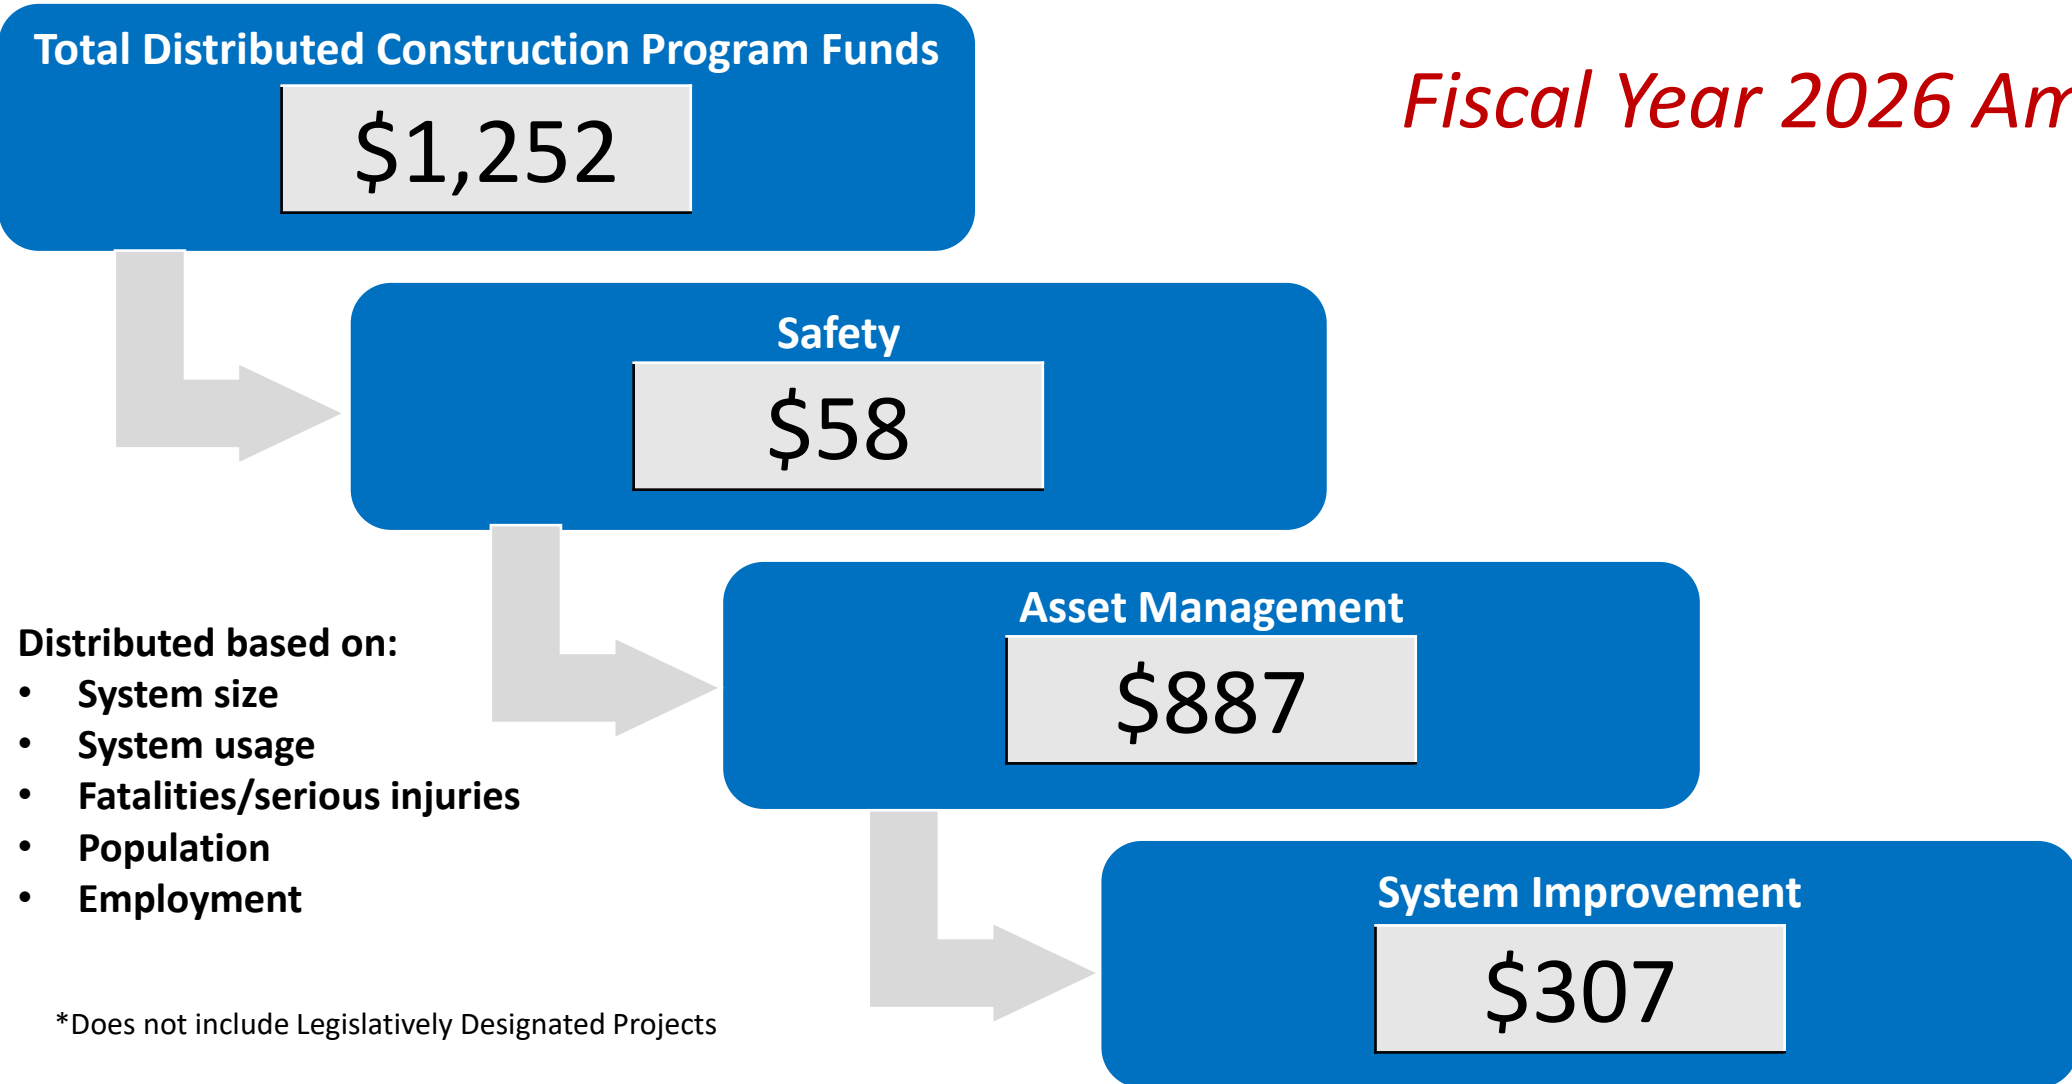 Total Distributed Construction Program Funds
$1,252
Fiscal Year 2026
Safety
$58
Asset Management
$887
Distributed based on:
• System size
• System usage
• Fatalities/serious injuries
• Population
• Employment
System Improvement
$307
*Does not include Legislatively Designated Projects